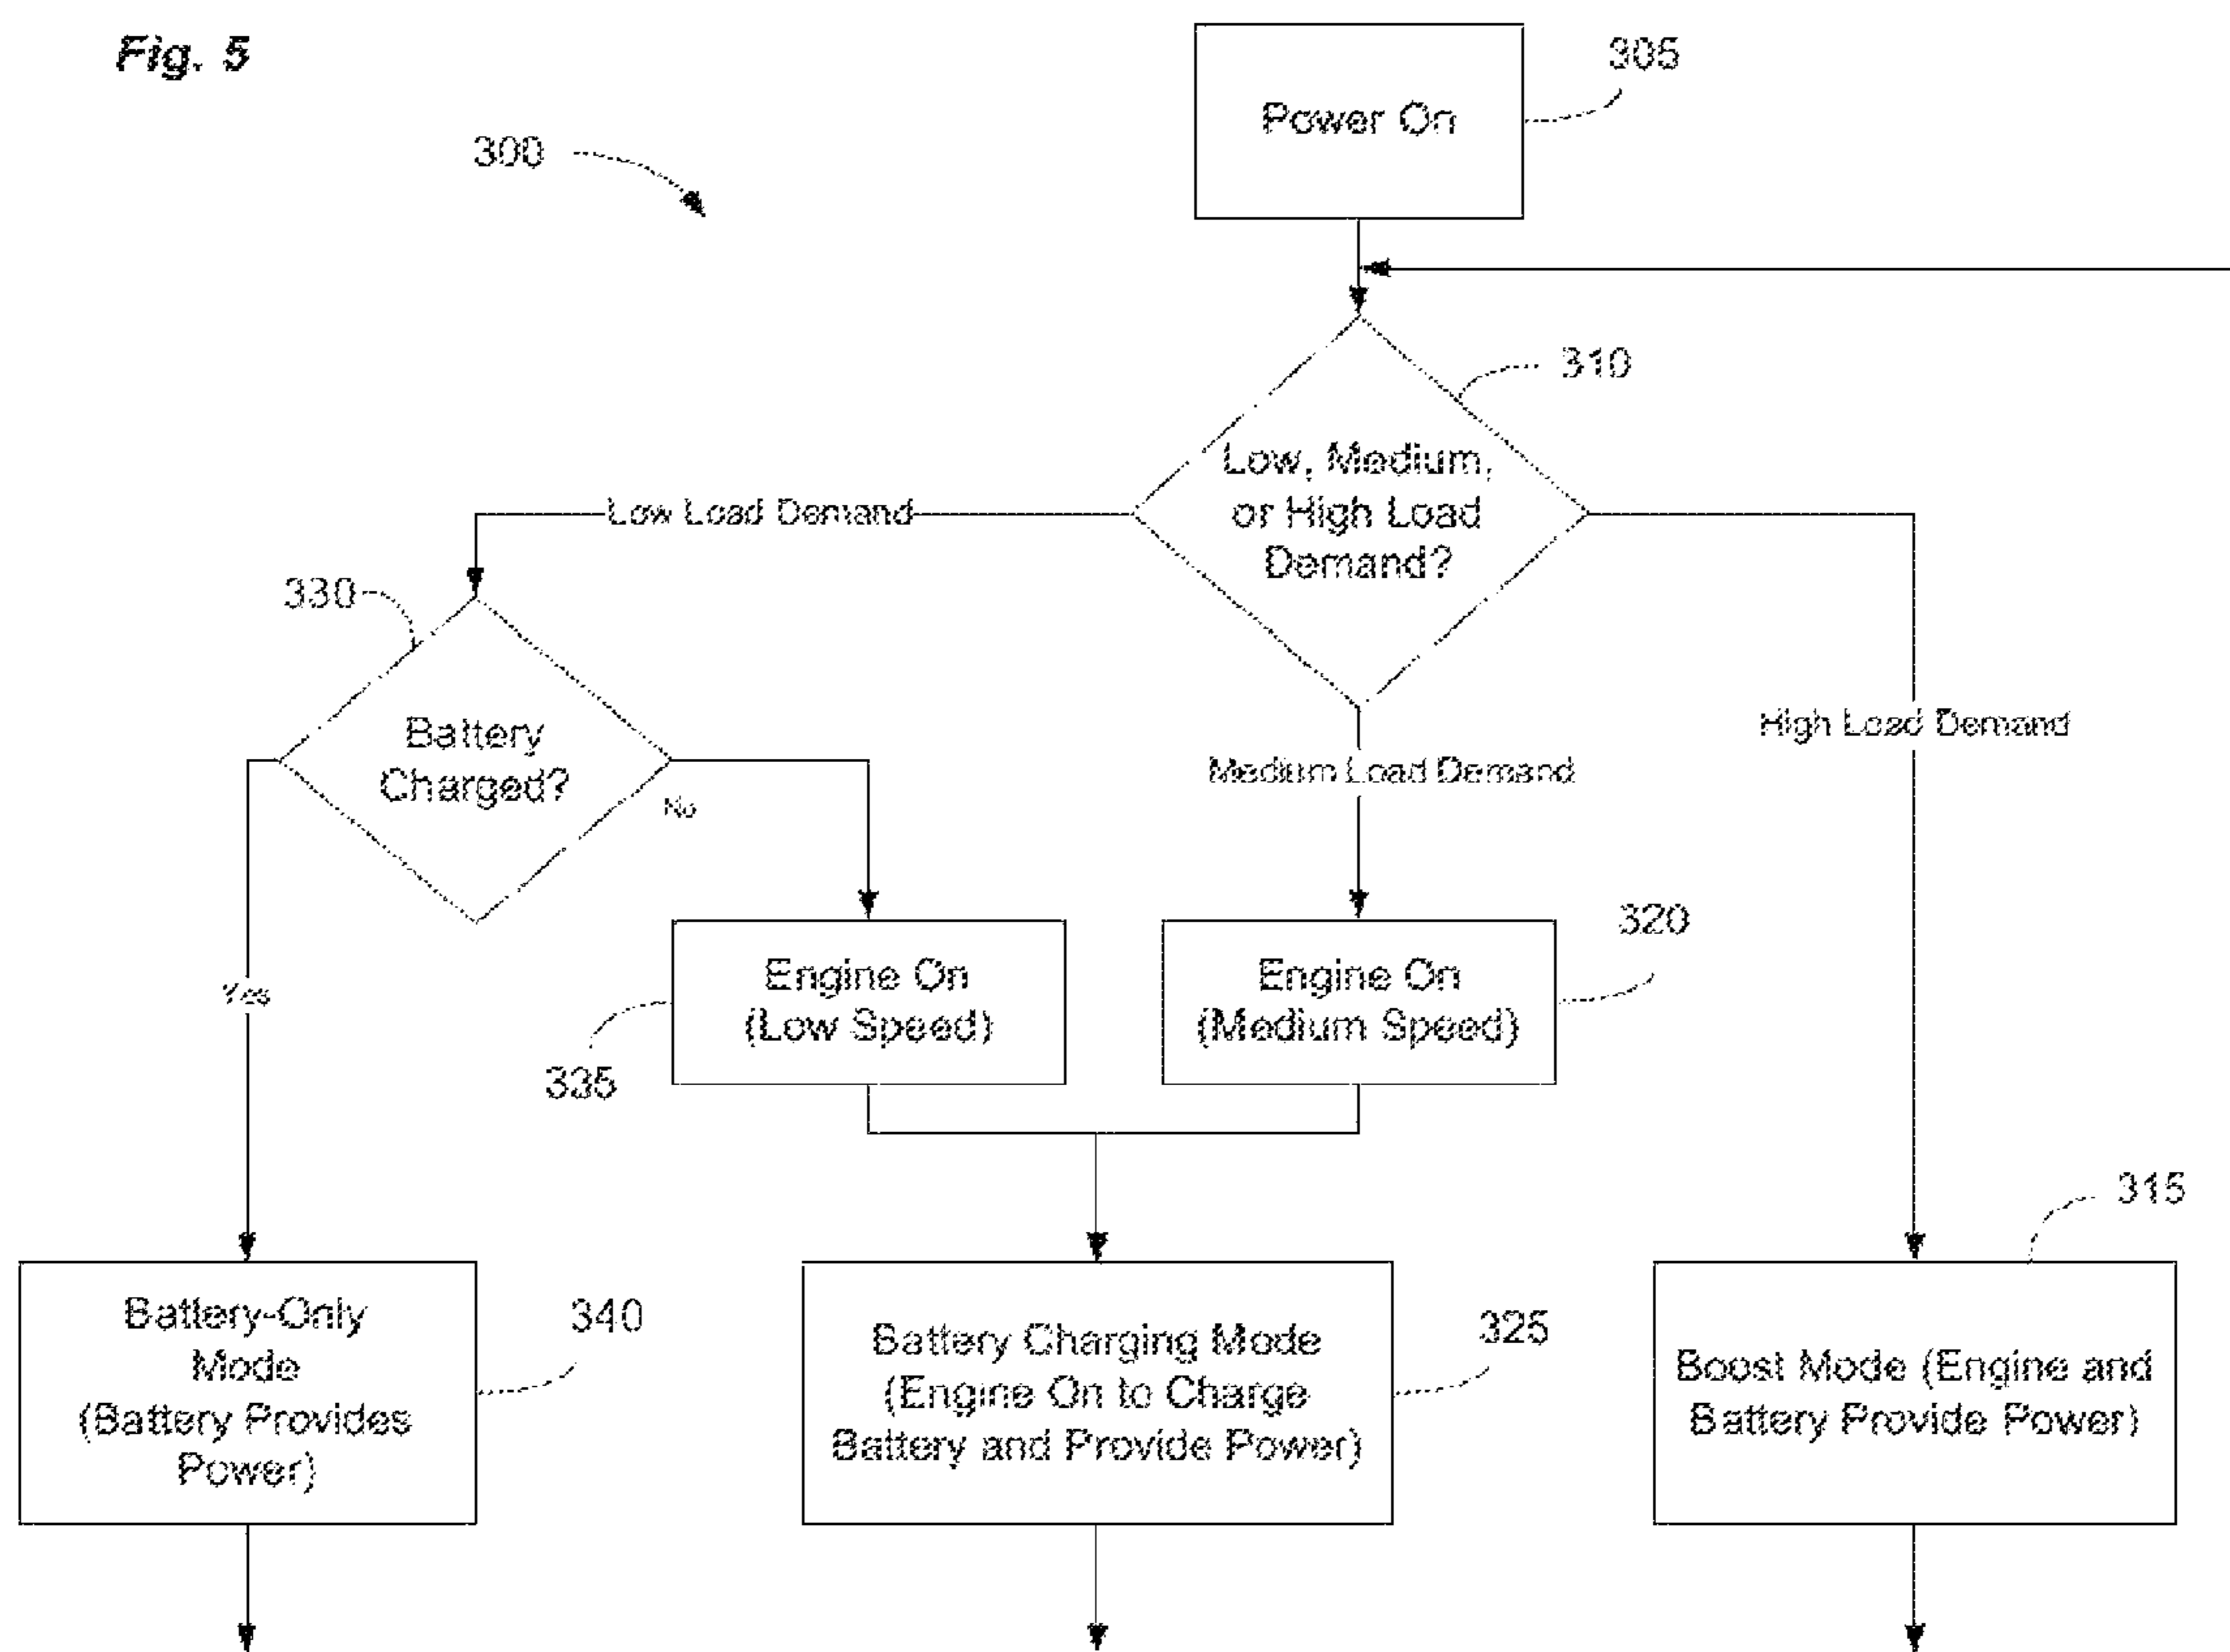 Fig. 5
305
Power On
300
310
Low, Medium,
or High Load
Demand?
Low Load Demand
330
Battery
Charged?
No
Medium Load Demand
High Load Demand
Yes
Engine On
(Low Speed)
335
Engine On
(Medium Speed)
320
315
Battery-Only
Mode
(Battery Provides
Power)
340
Battery Charging Mode
(Engine On to Charge
Battery and Provide Power)
325
Boost Mode (Engine and
Battery Provide Power)